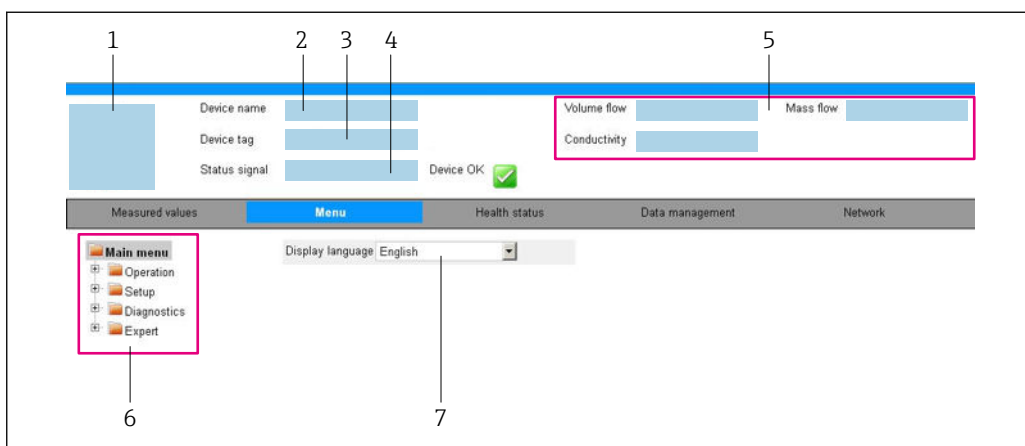 1 2 3 4 5
Device name Volume flow Mass flow
Device tag Conductivity
Status signal Device OK
Measured values Menu Health status Data management Network
Main menu Display language English
Operation
Setup
Diagnostics
Expert
6 7